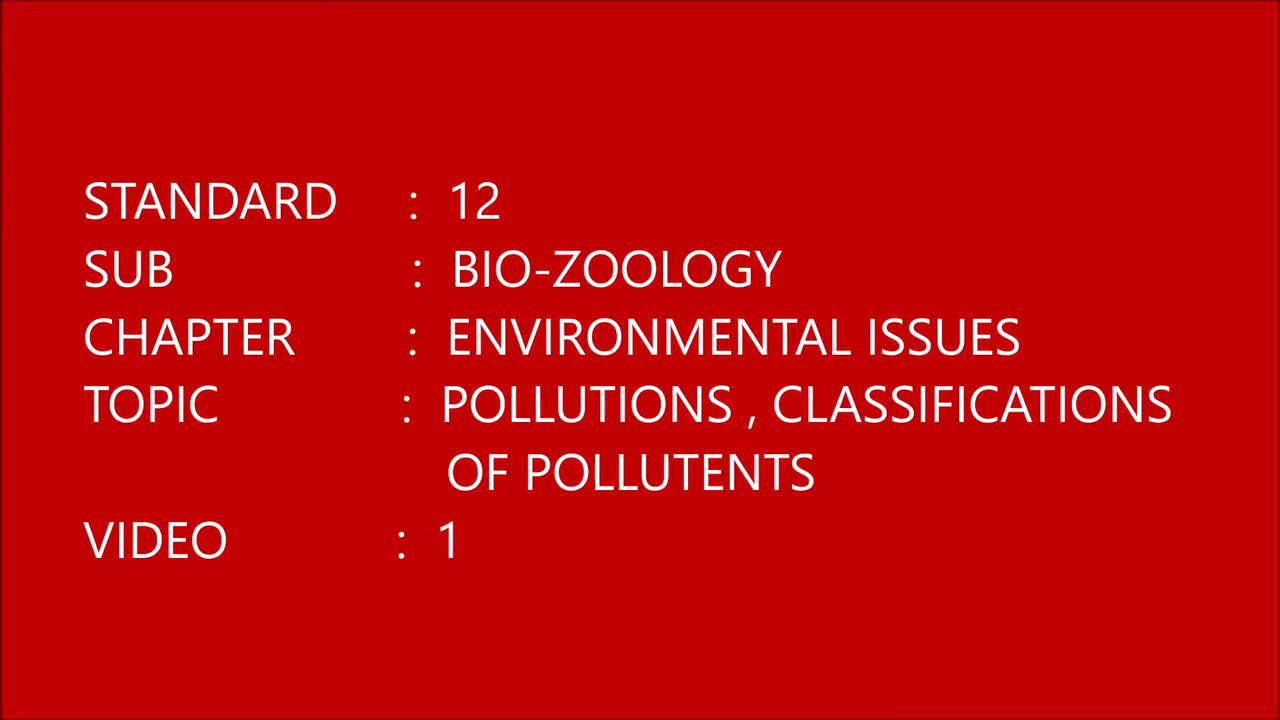 STANDARD : 12
SUB : BIO-ZOOLOGY
CHAPTER : ENVIRONMENTAL ISSUES
TOPIC : POLLUTIONS , CLASSIFICATIONS
OF POLLUTENTS
VIDEO : 1